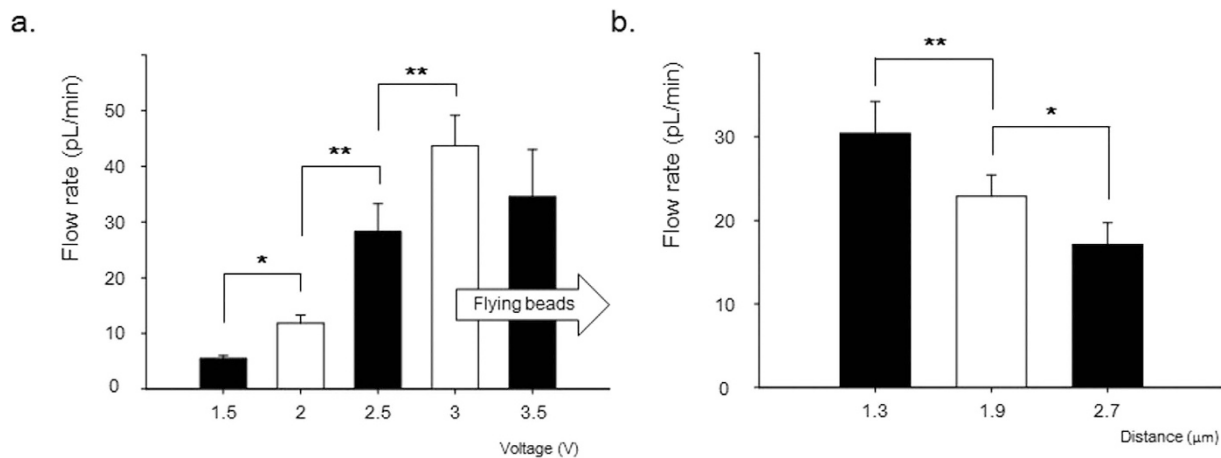 a.
Flow rate (pL/min)
50
40
30
20
10
0
*
**
**
Flying beads
1.5 2 2.5 3 3.5
Voltage (V)
b.
Flow rate (pL/min)
30
20
10
0
**
*
1.3 1.9 2.7
Distance (µm)